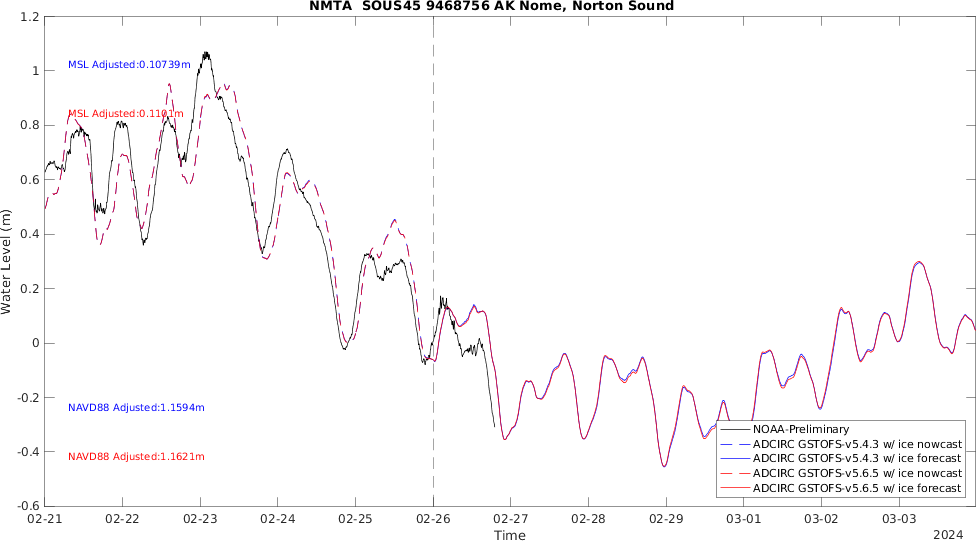 NMTA  SOUS45 9468756 AK Nome, Norton Sound
1.2
1
0.8
0.6
0.4
0.2
0
-0.2
-0.4
-0.6
Water Level (m)
MSL Adjusted:0.10739m
MSL Adjusted:0.1101m
NAVD88 Adjusted:1.1594m
NAVD88 Adjusted:1.1621m
NOAA-Preliminary
ADCIRC GSTOFS-v5.4.3 w/ ice nowcast
ADCIRC GSTOFS-v5.4.3 w/ ice forecast
ADCIRC GSTOFS-v5.6.5 w/ ice nowcast
ADCIRC GSTOFS-v5.6.5 w/ ice forecast
02-21 02-22 02-23 02-24 02-25 02-26 02-27 02-28 02-29 03-01 03-02 03-03
Time
2024